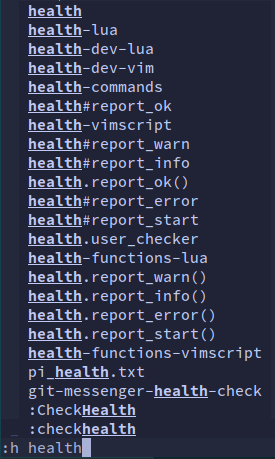 health
health-lua
health-dev-lua
health-dev-vim
health-commands
health#report_ok
health-vimscript
health#report_warn
health#report_info
health.report_ok()
health#report_error
health#report_start
health.user_checker
health-functions-lua
health.report_warn()
health.report_info()
health.report_error()
health.report_start()
health-functions-vimscript
pi_health.txt
git-messenger-health-check
:CheckHealth
:checkhealth
:h health